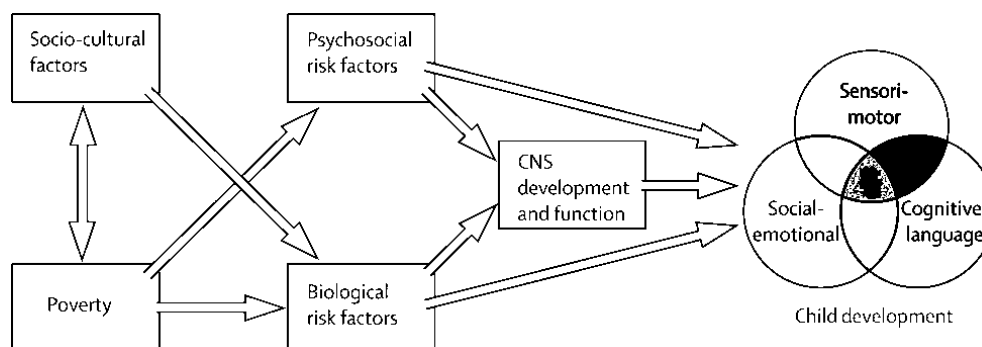 Socio-cultural
factors
Psychosocial
risk factors
Sensori-
motor
CNS
development
and function
Social-
emotional
Cognitive
language
Poverty
Biological
risk factors
Child development